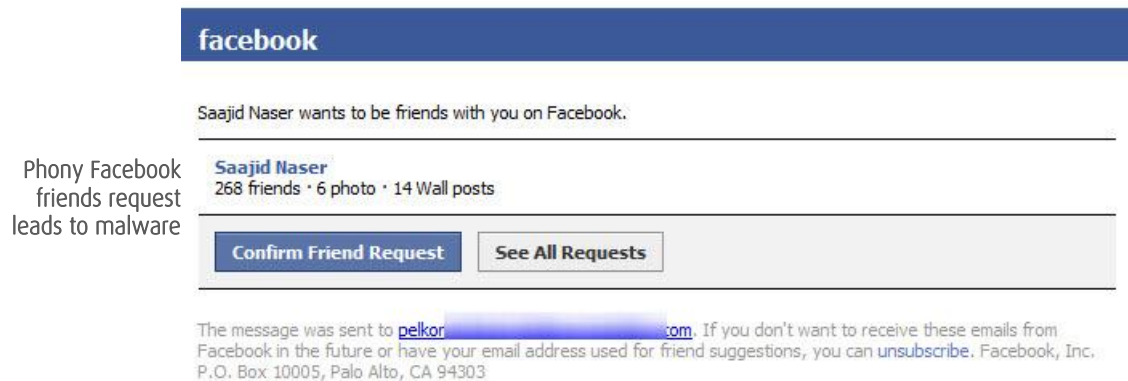 facebook
Saajid Naser wants to be friends with you on Facebook.
Phony Facebook
friends request
leads to malware
Saajid Naser
268 friends · 6 photo · 14 Wall posts
Confirm Friend Request
See All Requests
The message was sent to pelkor com. If you don't want to receive these emails from
Facebook in the future or have your email address used for friend suggestions, you can unsubscribe. Facebook, Inc.
P.O. Box 10005, Palo Alto, CA 94303